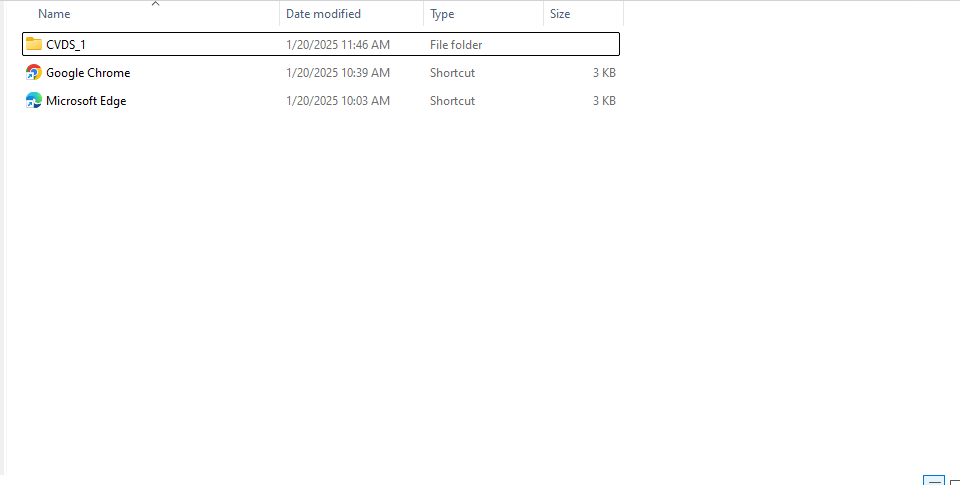 Name Date modified Type Size
CVDS_1 1/20/2025 11:46 AM File folder
Google Chrome 1/20/2025 10:39 AM Shortcut 3 KB
Microsoft Edge 1/20/2025 10:03 AM Shortcut 3 KB